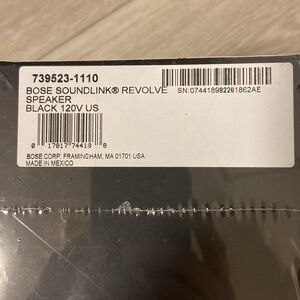 739523-1110
BOSE SOUNDLINK® REVOLVE
SPEAKER
BLACK 120V US
SN:074418992261862AE
0 17817 74418 8
BOSE CORP. FRAMINGHAM, MA 01701 USA
MADE IN MEXICO